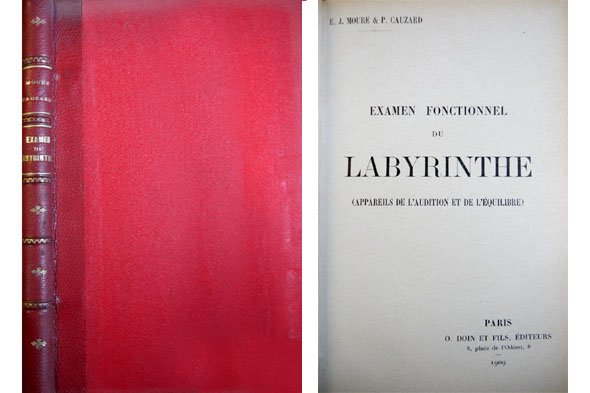 MOURE
CAUZARD
EXAMEN
DU
LABYRINTHE
E. J. MOURE & P. CAUZARD
EXAMEN FONCTIONNEL
DU
LABYRINTHE
(APPAREILS DE L'AUDITION ET DE L'ÉQUILIBRE)
PARIS
O. DOIN ET FILS, ÉDITEURS
8, place de l'Odéon, 8
1909